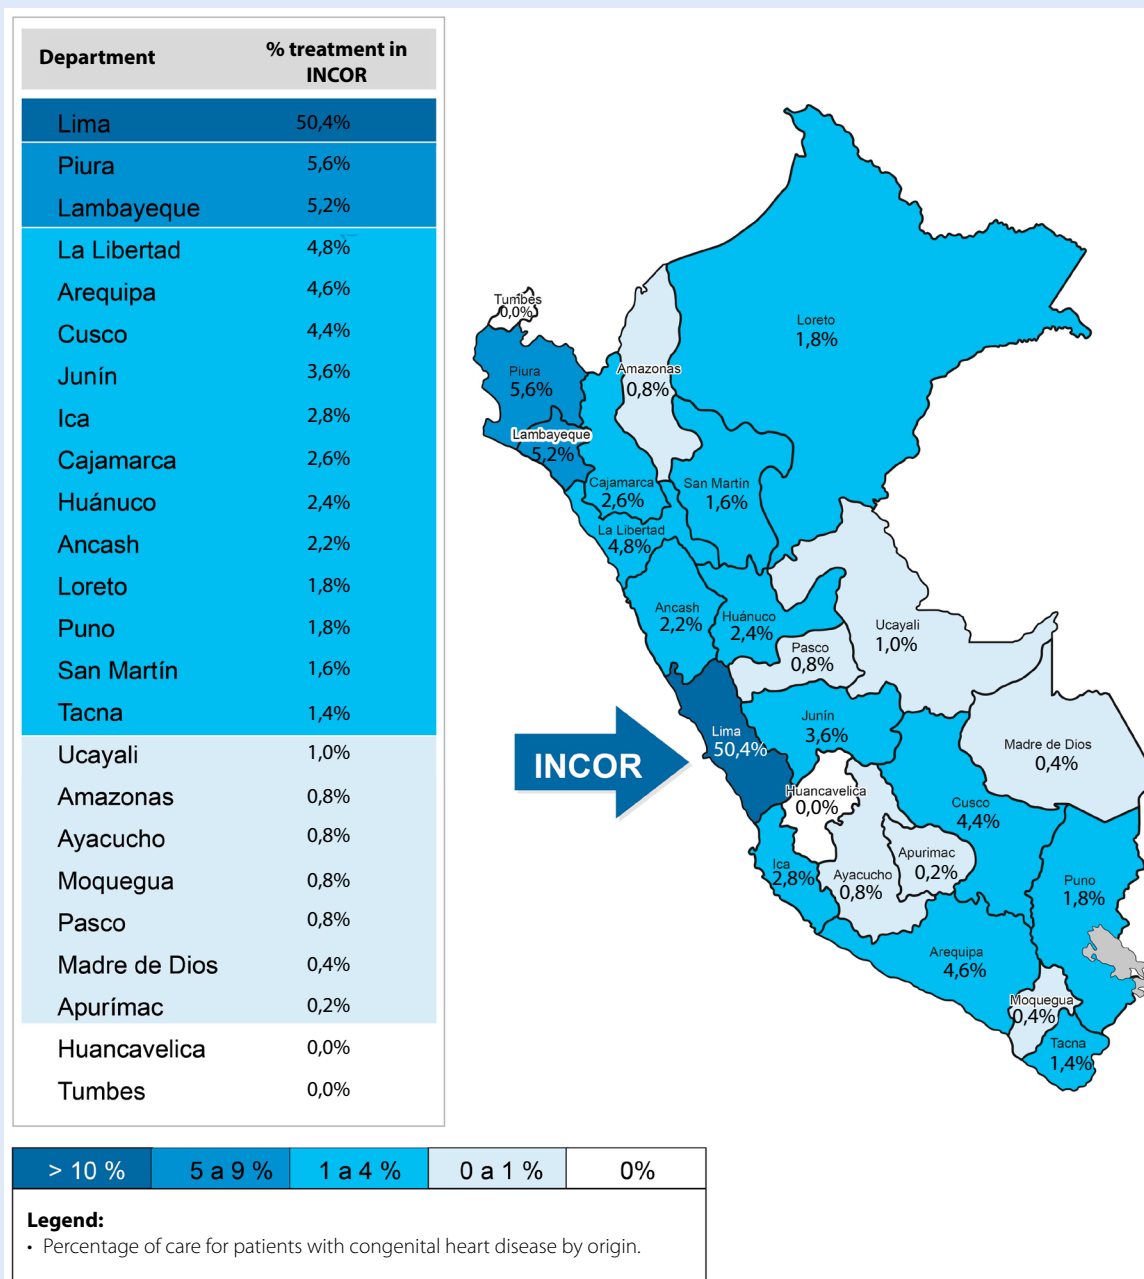 Department % treatment in INCOR
Lima 50,4%
Piura 5,6%
Lambayeque 5,2%
La Libertad 4,8%
Arequipa 4,6%
Cusco 4,4%
Junín 3,6%
Ica 2,8%
Cajamarca 2,6%
Huánuco 2,4%
Ancash 2,2%
Loreto 1,8%
Puno 1,8%
San Martín 1,6%
Tacna 1,4%
Ucayali 1,0%
Amazonas 0,8%
Ayacucho 0,8%
Moquegua 0,8%
Pasco 0,8%
Madre de Dios 0,4%
Apurímac 0,2%
Huancavelica 0,0%
Tumbes 0,0%
Tumbes
0,0%
Loreto
1,8%
Piura
5,6%
Amazonas
0,8%
Lambayeque
5,2%
Cajamarca
2,6%
San Martín
1,6%
La Libertad
4,8%
Ancash
2,2%
Huánuco
2,4%
Ucayali
1,0%
Pasco
0,8%
Lima
50,4%
Junín
3,6%
Madre de Dios
0,4%
INCOR
Huancavelica
0,0%
Cusco
4,4%
Ica
2,8%
Ayacucho
0,8%
Apurimac
0,2%
Puno
1,8%
Arequipa
4,6%
Moquegua
0,4%
Tacna
1,4%
> 10 % 5 a 9 % 1 a 4 % 0 a 1 % 0%
Legend:
• Percentage of care for patients with congenital heart disease by origin.